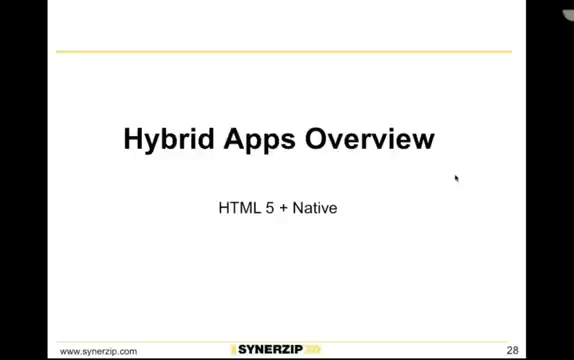 Hybrid Apps Overview
HTML 5 + Native
www.synerzip.com
SYNERZIP
28